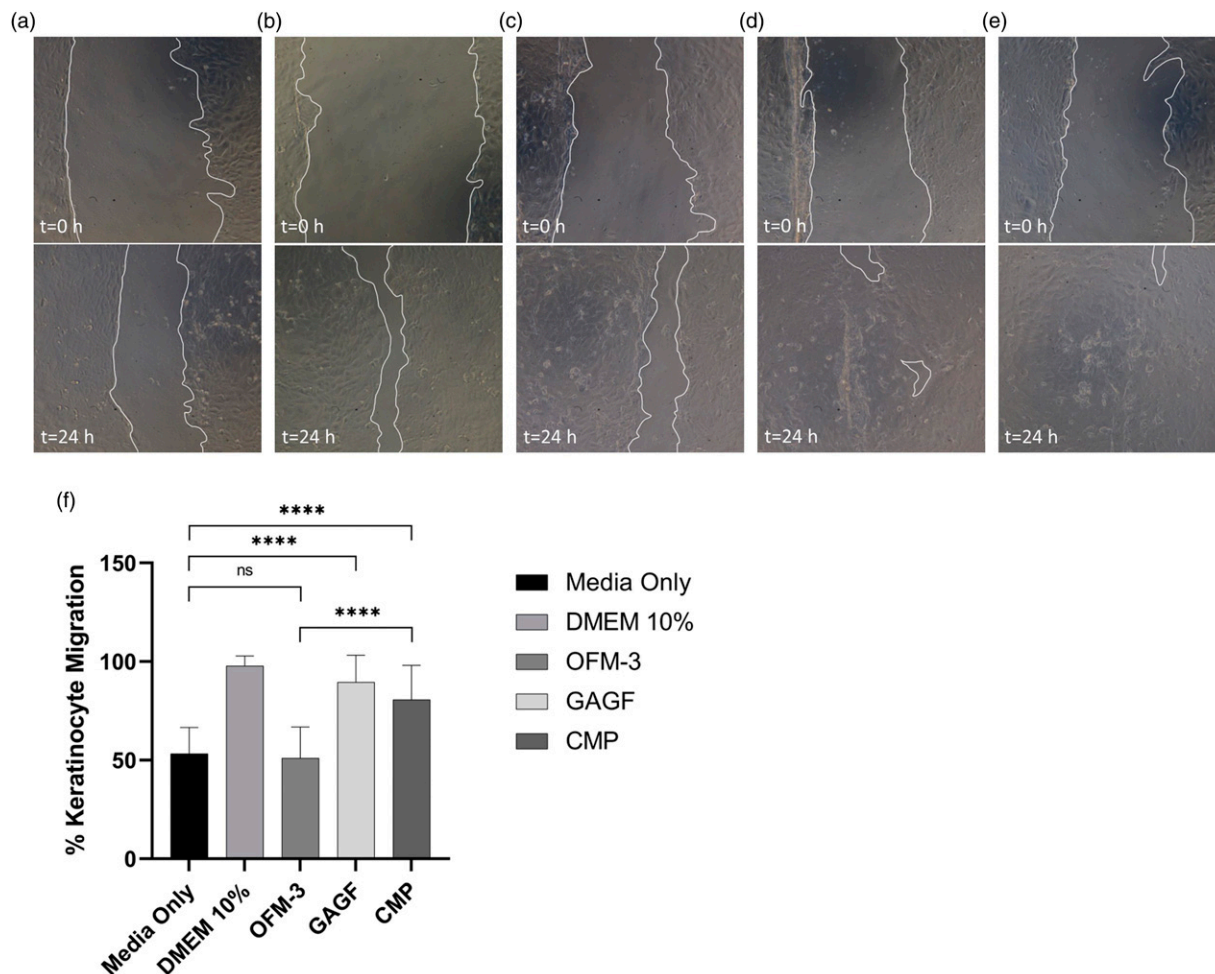 (a) (b) (c) (d) (e)
t=0 h t=0 h t=0 h t=0 h t=0 h
t=24 h t=24 h t=24 h t=24 h t=24 h
(f)
% Keratinocyte Migration
150
100
50
0
****
****
ns
****
Media Only
DMEM 10%
OFM-3
GAGF
CMP
Media Only
DMEM 10%
OFM-3
GAGF
CMP